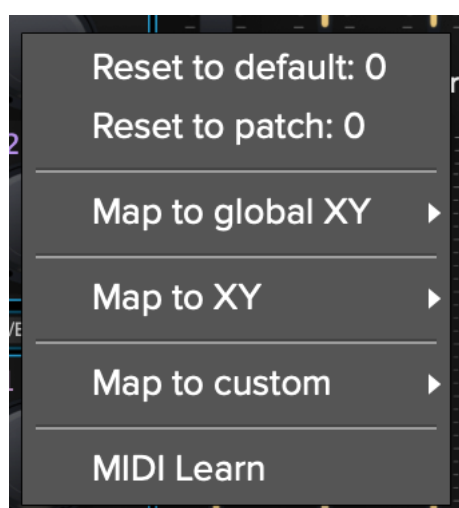 Reset to default: 0
Reset to patch: 0
2
Map to global XY
Map to XY
Map to custom
MIDI Learn